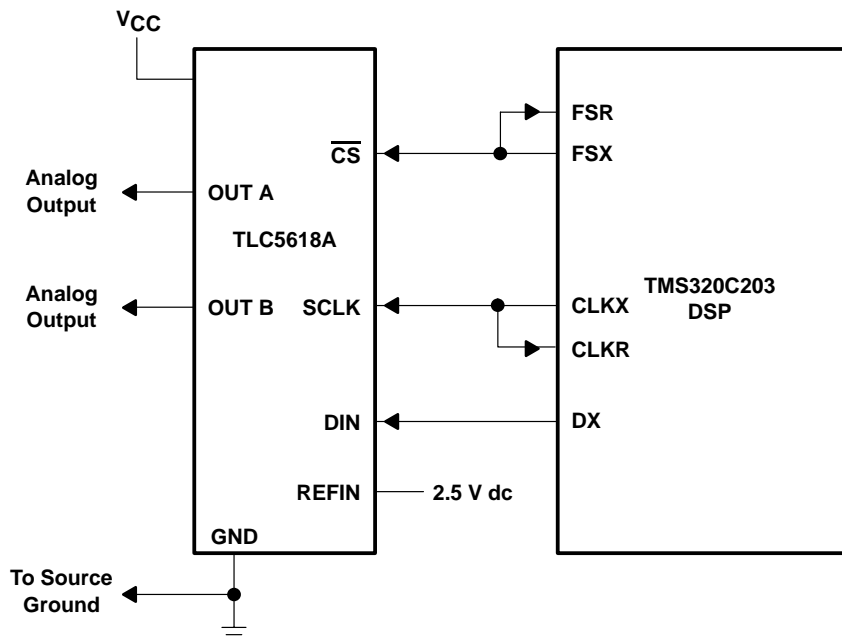 VCC
FSR
CS
FSX
Analog
Output
OUT A
TLC5618A
Analog
Output
OUT B
SCLK
CLKX
TMS320C203
DSP
CLKR
DIN
DX
REFIN
2.5 V dc
GND
To Source
Ground